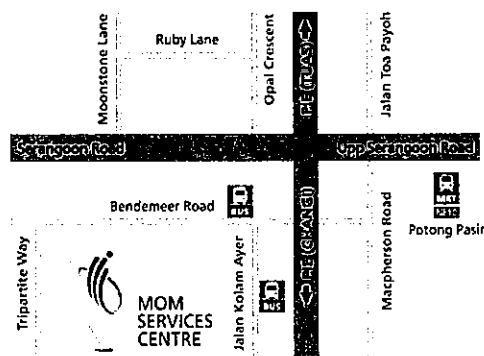 Moonstone Lane
Ruby Lane
Opal Crescent
PIE (TUAS)
Jalan Toa Payoh
Serangoon Road
Upp Serangoon Road
Bendemeer Road
BUS
MRT
NE10
Potong Pasir
Tripartite Way
MOM
SERVICES
CENTRE
Jalan Kolam Ayer
BUS
PIE (CHANGI)
Macpherson Road